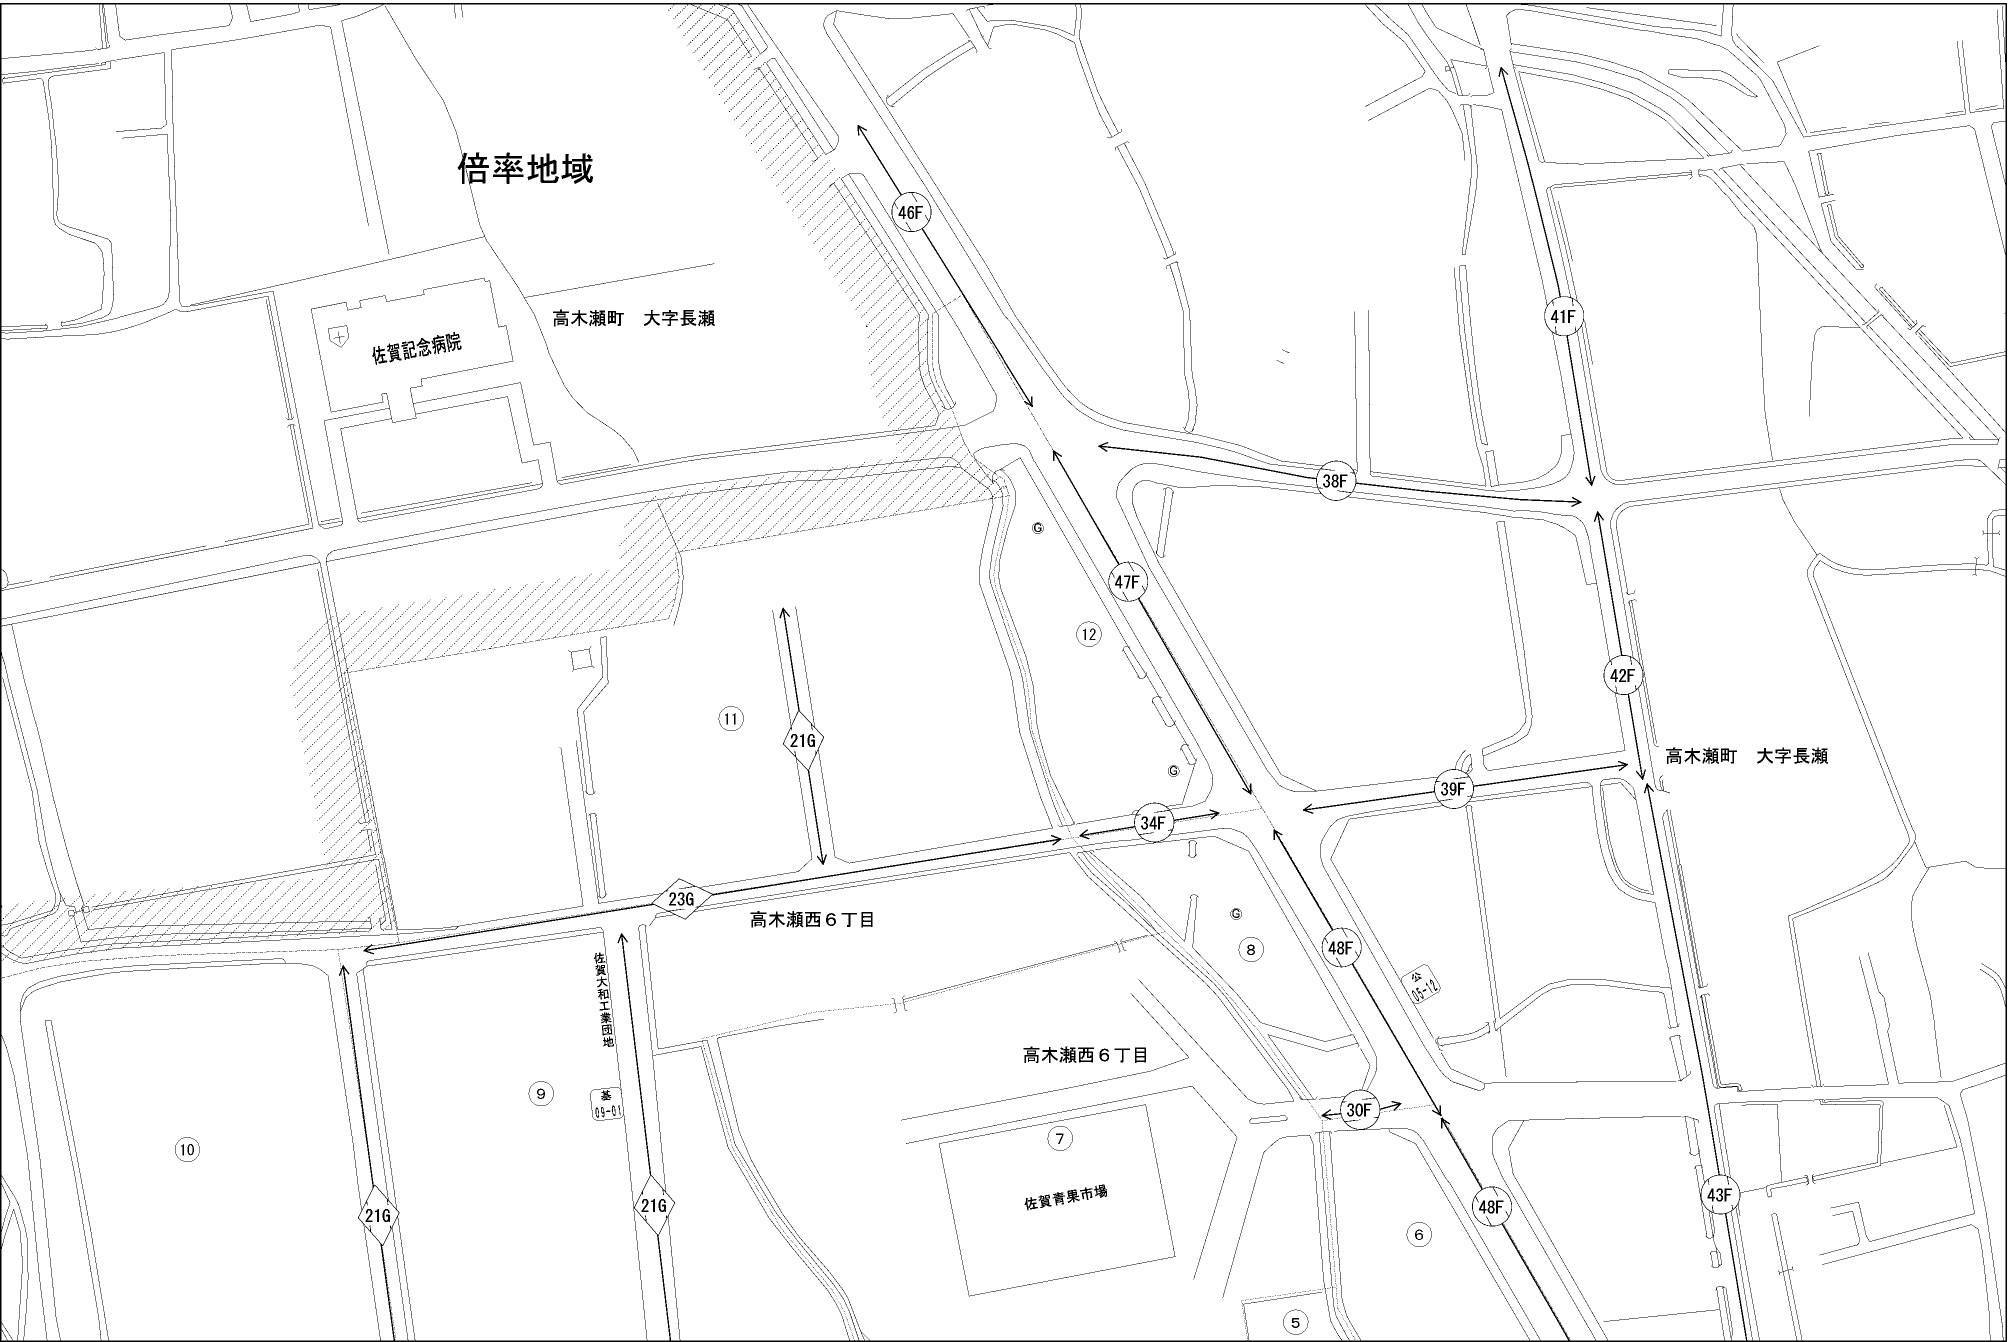 倍率地域
46F
高木瀬町　大字長瀬
41F
佐賀記念病院
38F
G
47F
12
42F
11
21G
高木瀬町　大字長瀬
G
39F
34F
23G
高木瀬西６丁目
G
8
48F
佐賀大和工業団地
公
05-12
高木瀬西６丁目
9
基
09-01
30F
7
10
佐賀青果市場
43F
21G
21G
48F
6
5